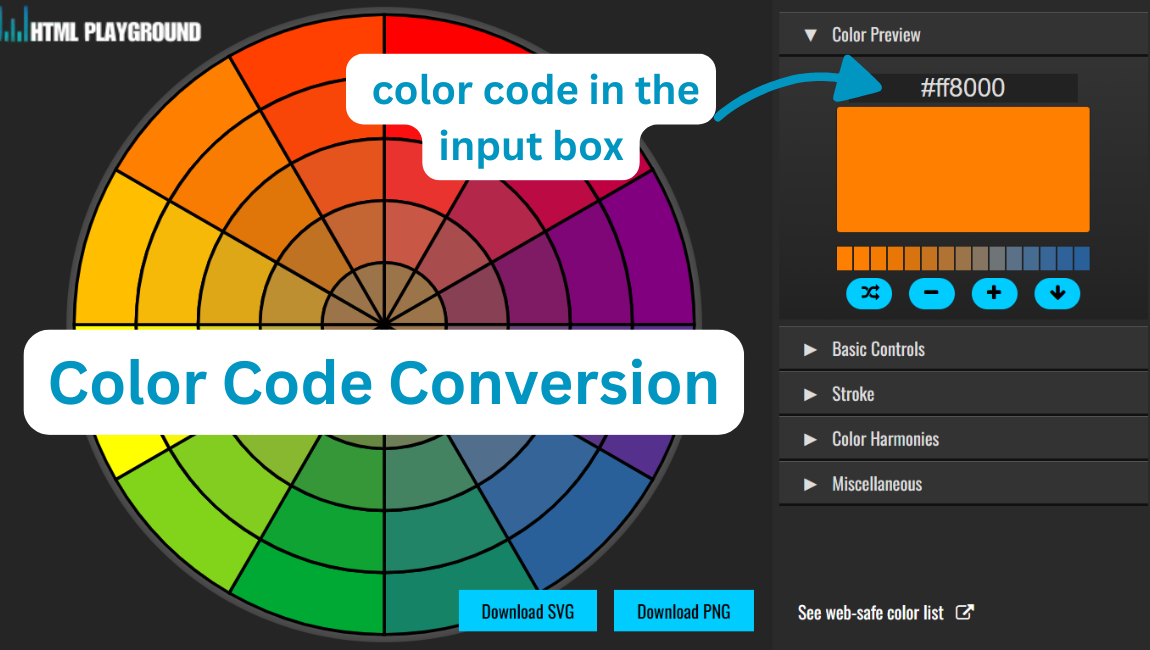 HTML PLAYGROUND
color code in the
input box
Color Code Conversion
Download SVG
Download PNG
Color Preview
#ff8000
Basic Controls
Stroke
Color Harmonies
Miscellaneous
See web-safe color list